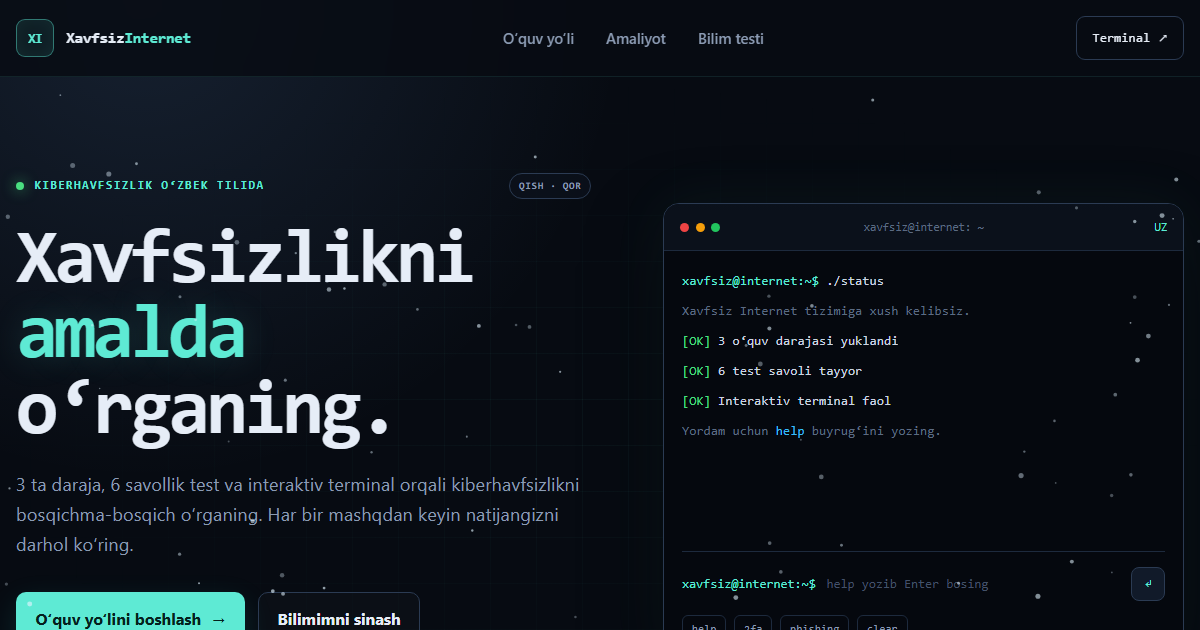 XI XavfsizInternet O‘quv yo‘li Amaliyot Bilim testi Terminal ↗
KIBERHAVFSIZLIK O‘ZBEK TILIDA
QISH · QOR
Xavfsizlikni
amalda
o‘rganing.
3 ta daraja, 6 savollik test va interaktiv terminal orqali kiberhavfsizlikni
bosqichma-bosqich o‘rganing. Har bir mashqdan keyin natijangizni
darhol ko‘ring.
O‘quv yo‘lini boshlash → Bilimimni sinash
xavfsiz@internet: ~ UZ
xavfsiz@internet:~$ ./status
Xavfsiz Internet tizimiga xush kelibsiz.
[OK] 3 o‘quv darajasi yuklandi
[OK] 6 test savoli tayyor
[OK] Interaktiv terminal faol
Yordam uchun help buyrug‘ini yozing.
xavfsiz@internet:~$ help yozib Enter bosing ↲
help 2fa phishing clear